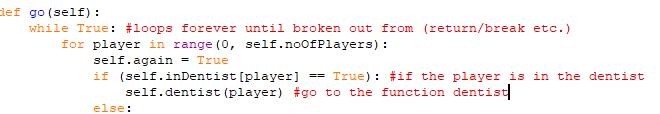 def go(self):
    while True: #loops forever until broken out from (return/break etc.)
        for player in range(0, self.noOfPlayers):
            self.again = True
            if (self.inDentist[player] == True): #if the player is in the dentist
                self.dentist(player) #go to the function dentist
            else: